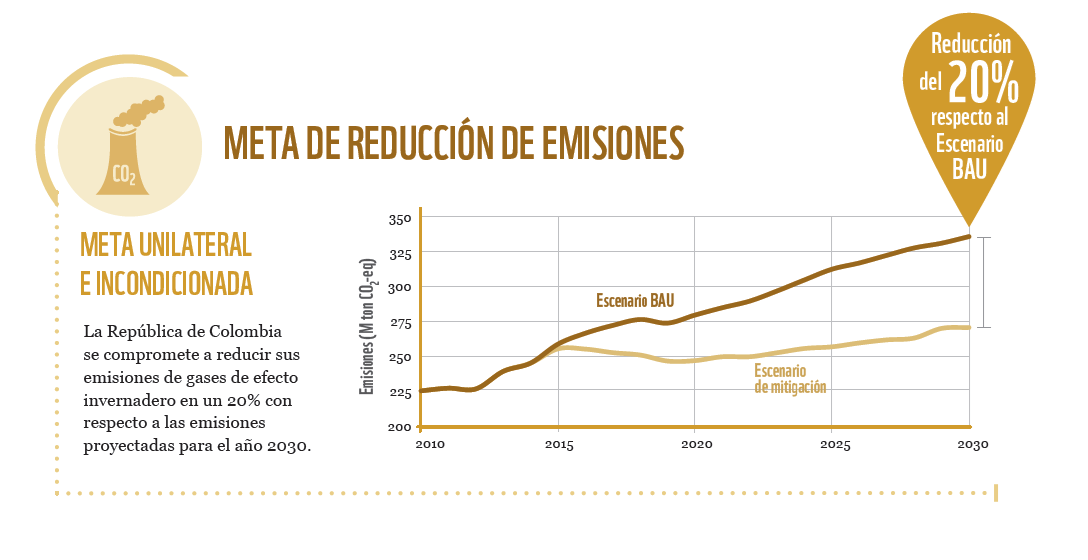 Reducción
del 20%
respecto al
Escenario
BAU
META DE REDUCCIÓN DE EMISIONES
CO2
META UNILATERAL
E INCONDICIONADA
La República de Colombia
se compromete a reducir sus
emisiones de gases de efecto
invernadero en un 20% con
respecto a las emisiones
proyectadas para el año 2030.
Emisiones (M ton CO2-eq)
350
325
300
275
250
225
200
Escenario BAU
Escenario
de mitigación
2010 2015 2020 2025 2030